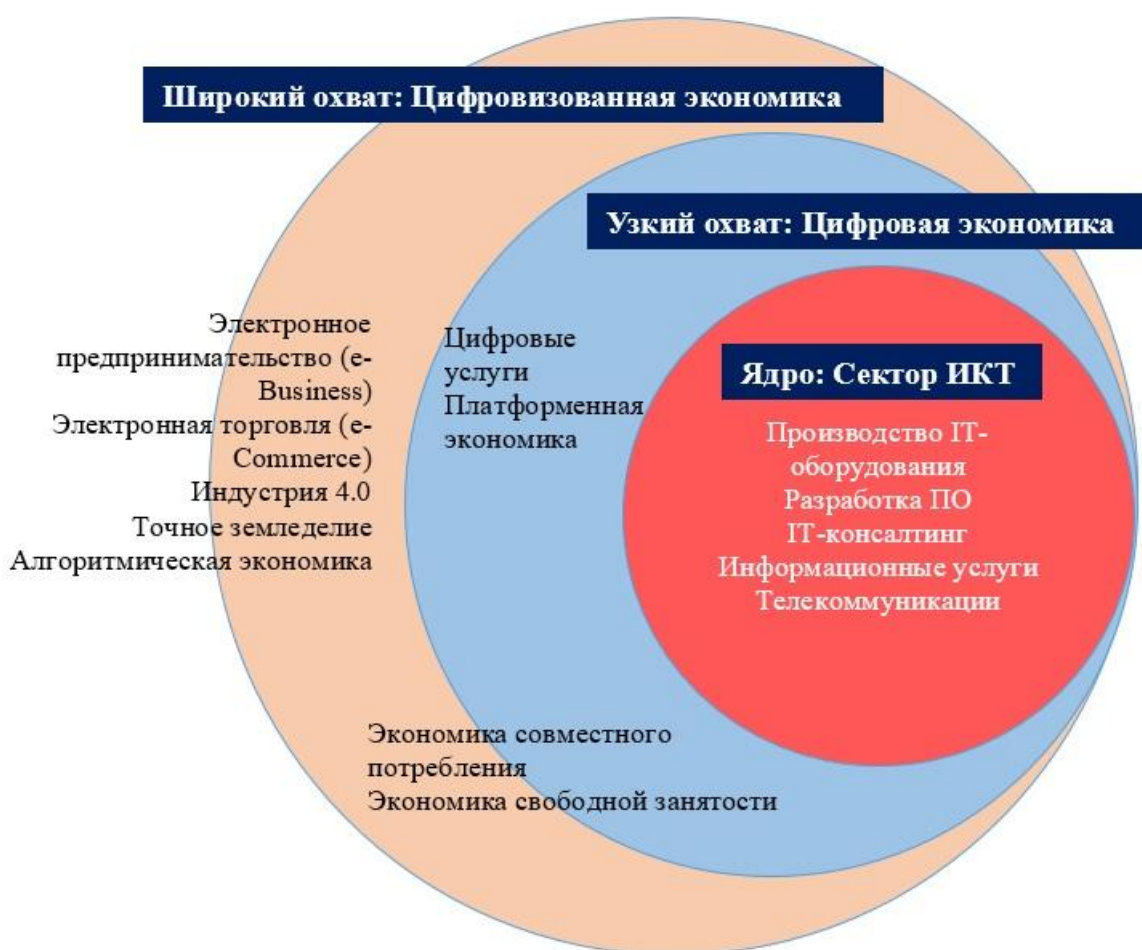 Широкий охват: Цифровизованная экономика
Узкий охват: Цифровая экономика
Электронное
предпринимательство (e-
Business)
Электронная торговля (e-
Commerce)
Индустрия 4.0
Точное земледелие
Алгоритмическая экономика
Цифровые
услуги
Платформенная
экономика
Ядро: Сектор ИКТ
Производство IT-
оборудования
Разработка ПО
IT-консалтинг
Информационные услуги
Телекоммуникации
Экономика совместного
потребления
Экономика свободной занятости